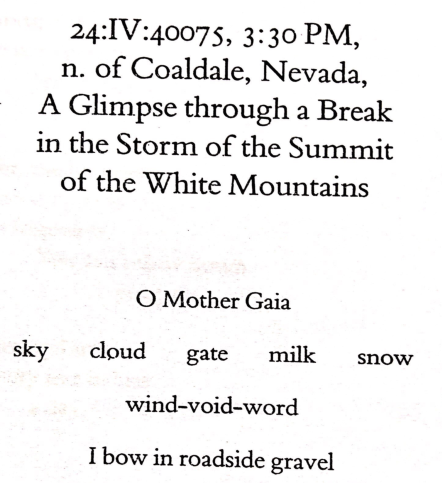 24:IV:40075, 3:30 PM,
n. of Coaldale, Nevada,
A Glimpse through a Break
in the Storm of the Summit
of the White Mountains
O Mother Gaia
sky cloud gate milk snow
wind-void-word
I bow in roadside gravel